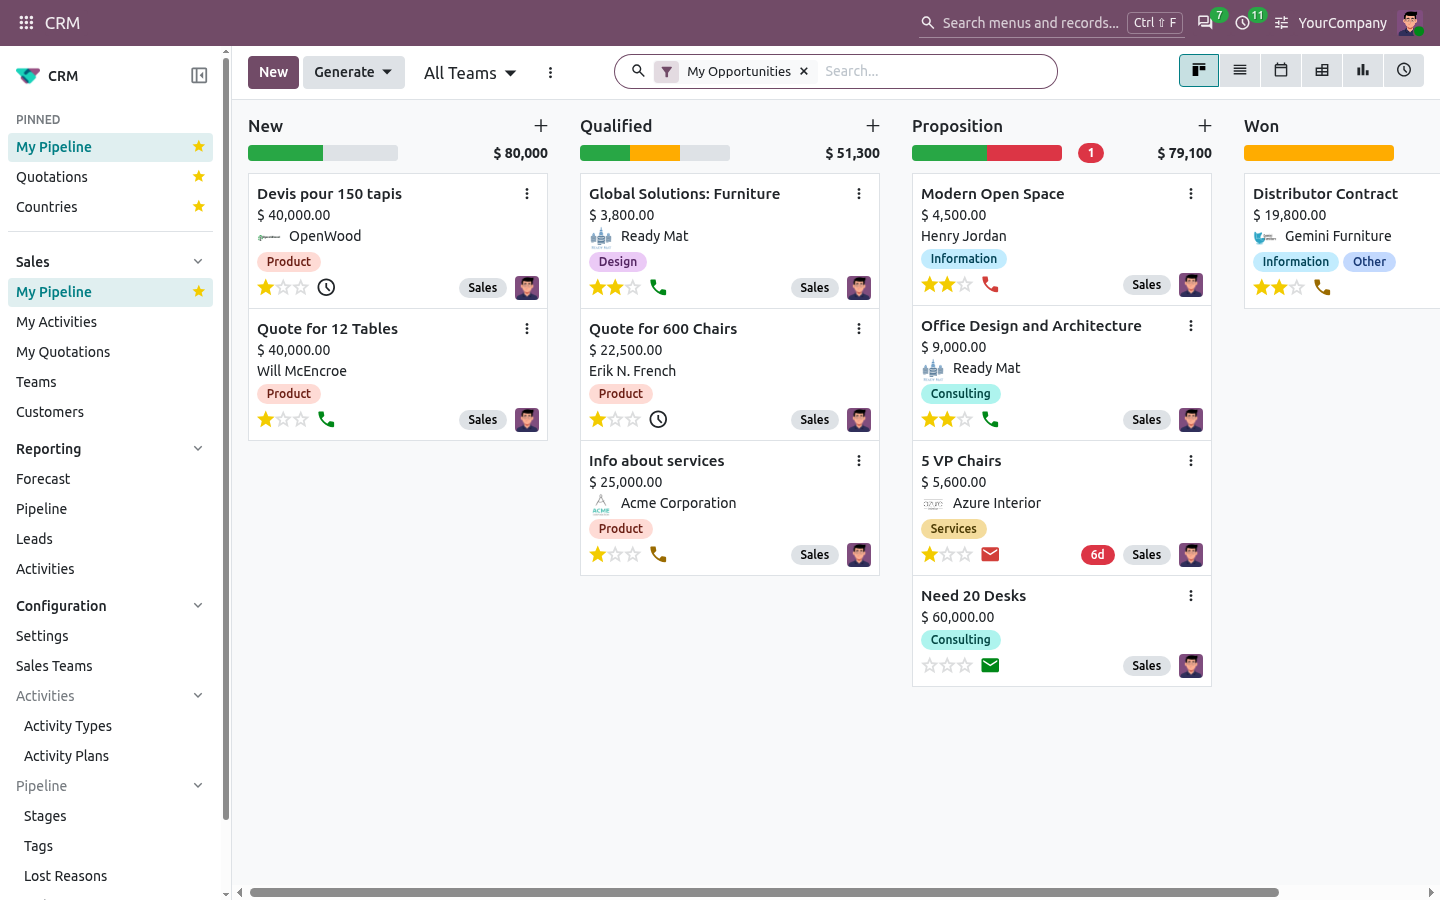 CRM
Search menus and records...
Ctrl ⇧ F
7
11
YourCompany
CRM
New
Generate
All Teams
My Opportunities
Search...
PINNED
My Pipeline
Quotations
Countries
Sales
My Pipeline
My Activities
My Quotations
Teams
Customers
Reporting
Forecast
Pipeline
Leads
Activities
Configuration
Settings
Sales Teams
Activities
Activity Types
Activity Plans
Pipeline
Stages
Tags
Lost Reasons
New
$ 80,000
Devis pour 150 tapis
$ 40,000.00
OpenWood
Product
Sales
Quote for 12 Tables
$ 40,000.00
Will McEncroe
Product
Sales
Qualified
$ 51,300
Global Solutions: Furniture
$ 3,800.00
Ready Mat
Design
Sales
Quote for 600 Chairs
$ 22,500.00
Erik N. French
Product
Sales
Info about services
$ 25,000.00
ACME
Acme Corporation
Product
Sales
Proposition
1
$ 79,100
Modern Open Space
$ 4,500.00
Henry Jordan
Information
Sales
Office Design and Architecture
$ 9,000.00
Ready Mat
Consulting
Sales
5 VP Chairs
$ 5,600.00
azure
Azure Interior
Services
6d
Sales
Need 20 Desks
$ 60,000.00
Consulting
Sales
Won
Distributor Contract
$ 19,800.00
Gemini Furniture
Information
Other